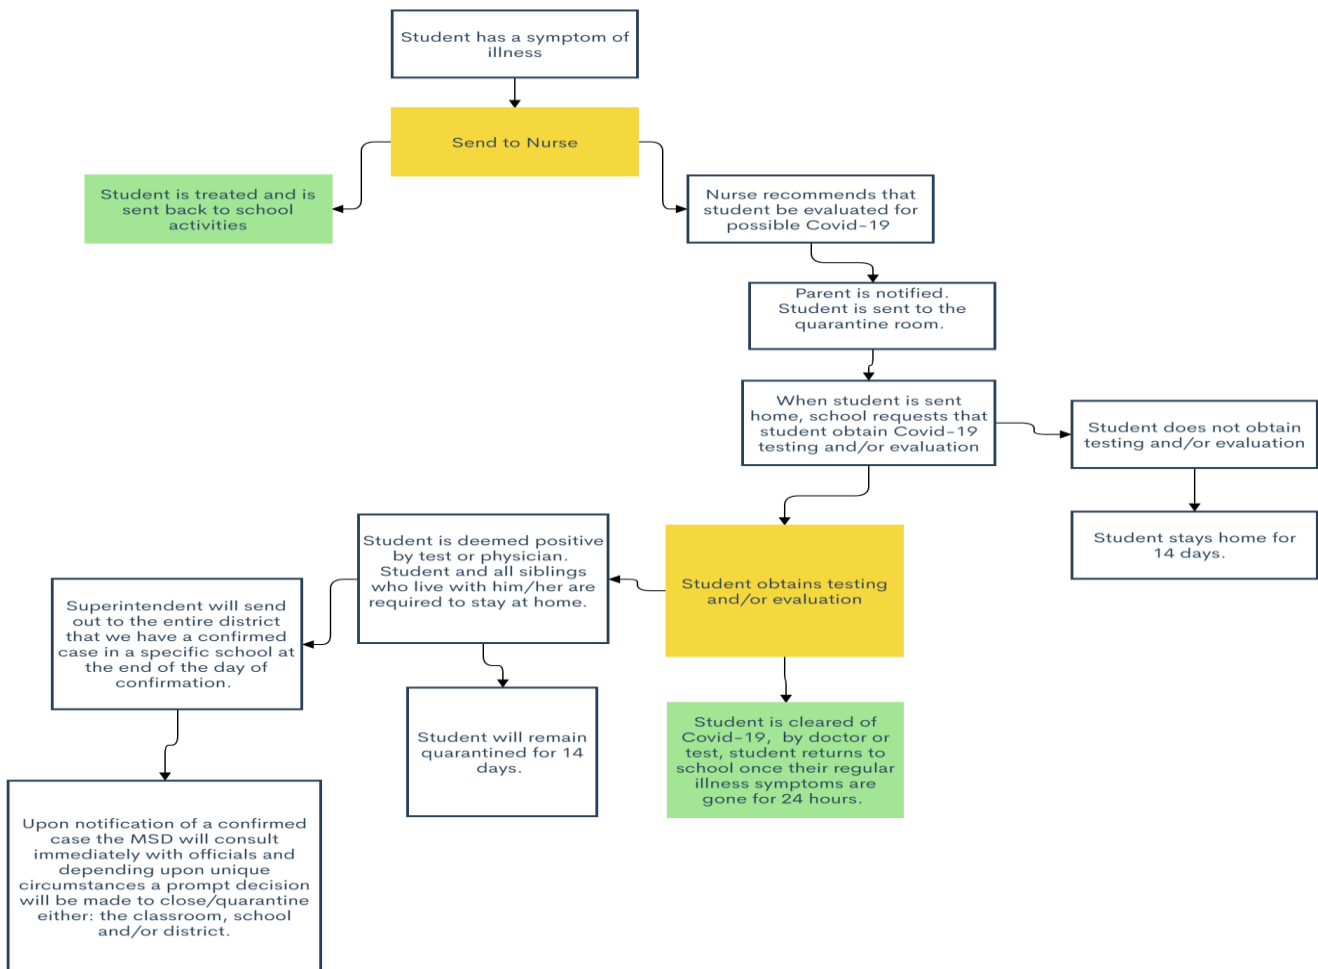 Student has a symptom of
illness
Send to Nurse
Student is treated and is
sent back to school
activities
Nurse recommends that
student be evaluated for
possible Covid-19
Parent is notified.
Student is sent to the
quarantine room.
When student is sent
home, school requests that
student obtain Covid-19
testing and/or evaluation
Student does not obtain
testing and/or evaluation
Student stays home for
14 days.
Student obtains testing
and/or evaluation
Student is deemed positive
by test or physician.
Student and all siblings
who live with him/her are
required to stay at home.
Superintendent will send
out to the entire district
that we have a confirmed
case in a specific school at
the end of the day of
confirmation.
Student will remain
quarantined for 14
days.
Student is cleared of
Covid-19, by doctor or
test, student returns to
school once their regular
illness symptoms are
gone for 24 hours.
Upon notification of a confirmed
case the MSD will consult
immediately with officials and
depending upon unique
circumstances a prompt decision
will be made to close/quarantine
either: the classroom, school
and/or district.